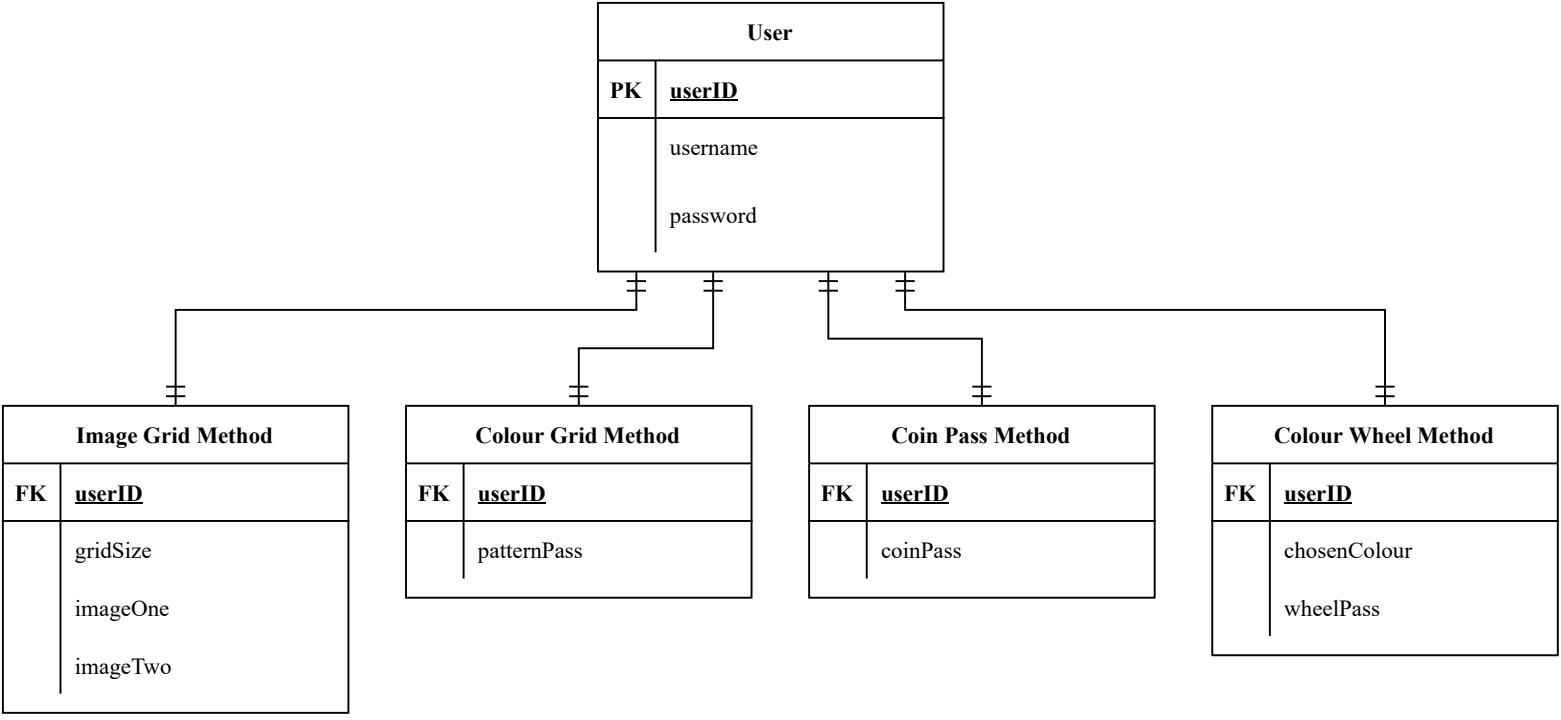 User
PK userID
username
password
Image Grid Method
FK userID
gridSize
imageOne
imageTwo
Colour Grid Method
FK userID
patternPass
Coin Pass Method
FK userID
coinPass
Colour Wheel Method
FK userID
chosenColour
wheelPass